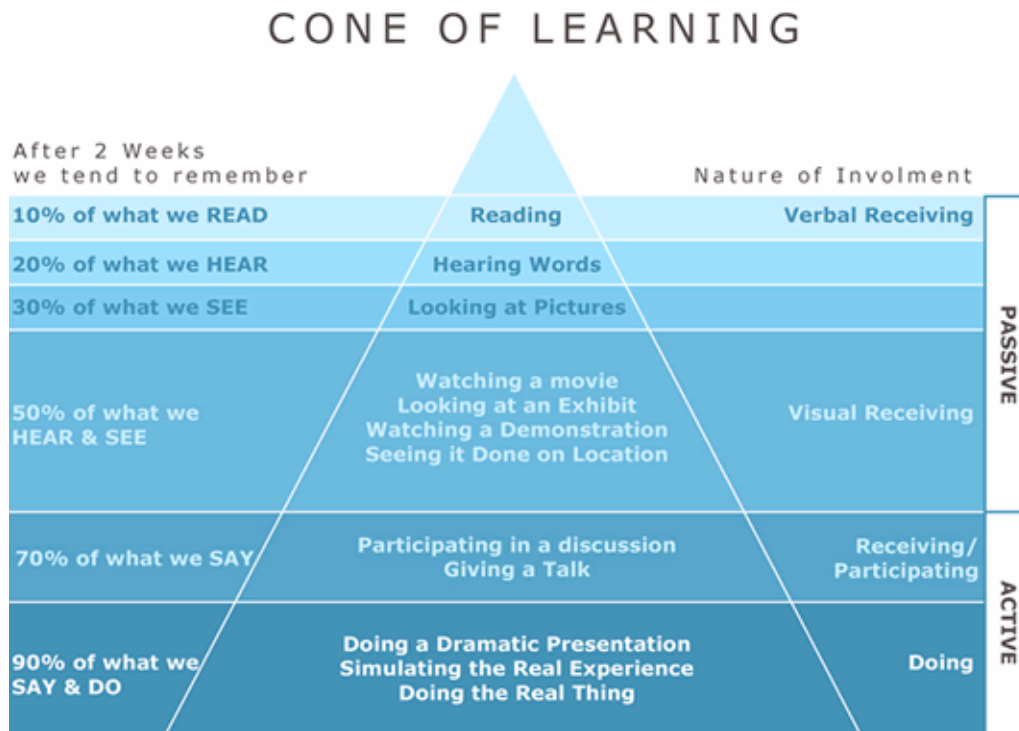 CONE OF LEARNING
After 2 Weeks
we tend to remember
Nature of Involment
10% of what we READ
Reading
Verbal Receiving
20% of what we HEAR
Hearing Words
30% of what we SEE
Looking at Pictures
50% of what we
HEAR & SEE
Watching a movie
Looking at an Exhibit
Watching a Demonstration
Seeing it Done on Location
Visual Receiving
PASSIVE
70% of what we SAY
Participating in a discussion
Giving a Talk
Receiving/
Participating
90% of what we
SAY & DO
Doing a Dramatic Presentation
Simulating the Real Experience
Doing the Real Thing
Doing
ACTIVE